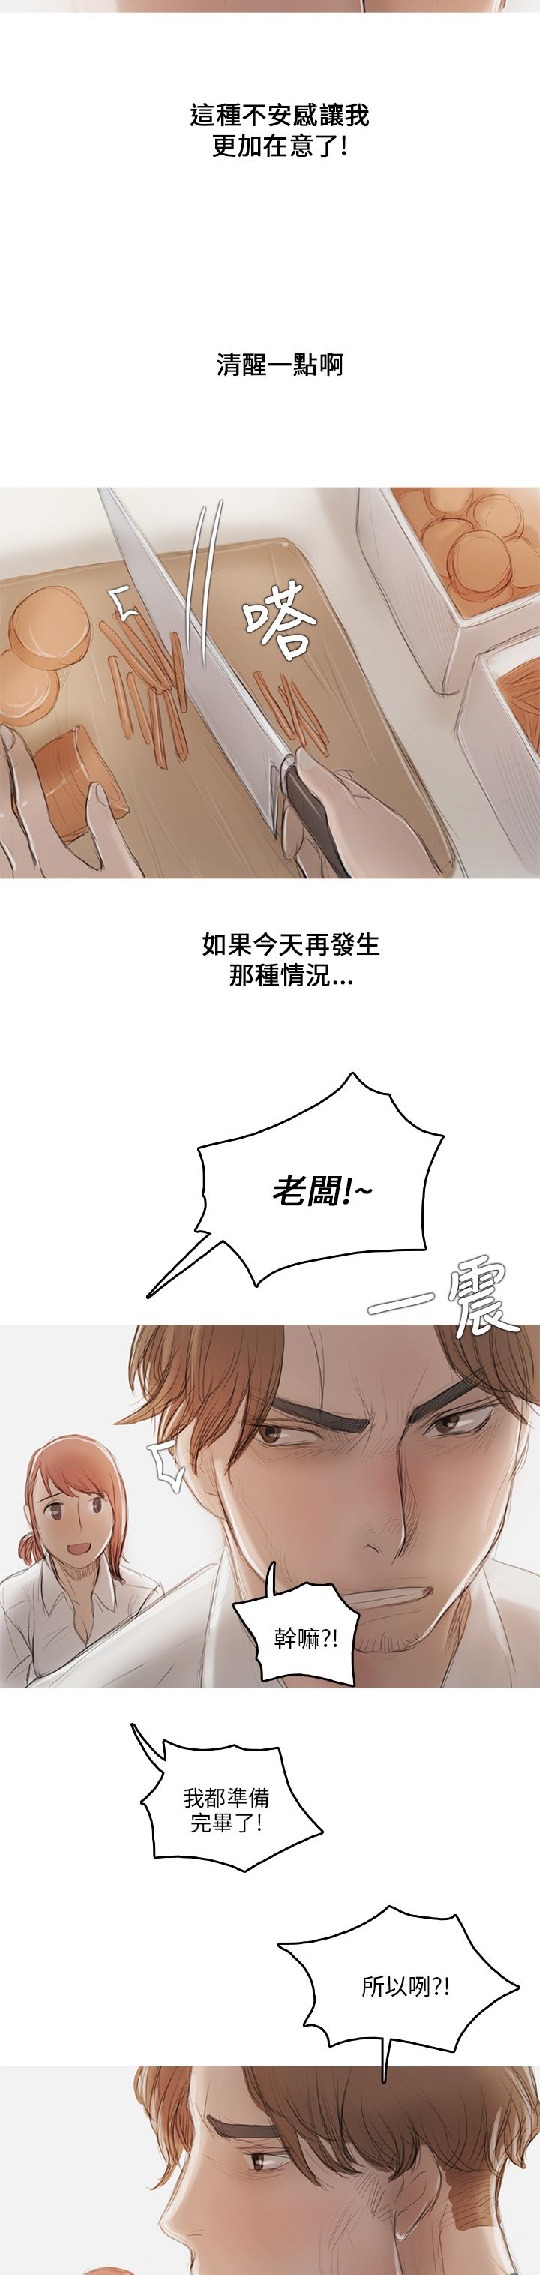 這種不安感讓我
更加在意了!
清醒一點啊
嗒
如果今天再發生
那種情況...
老闆!~
一震
幹嘛?!
我都準備
完畢了!
所以咧?!